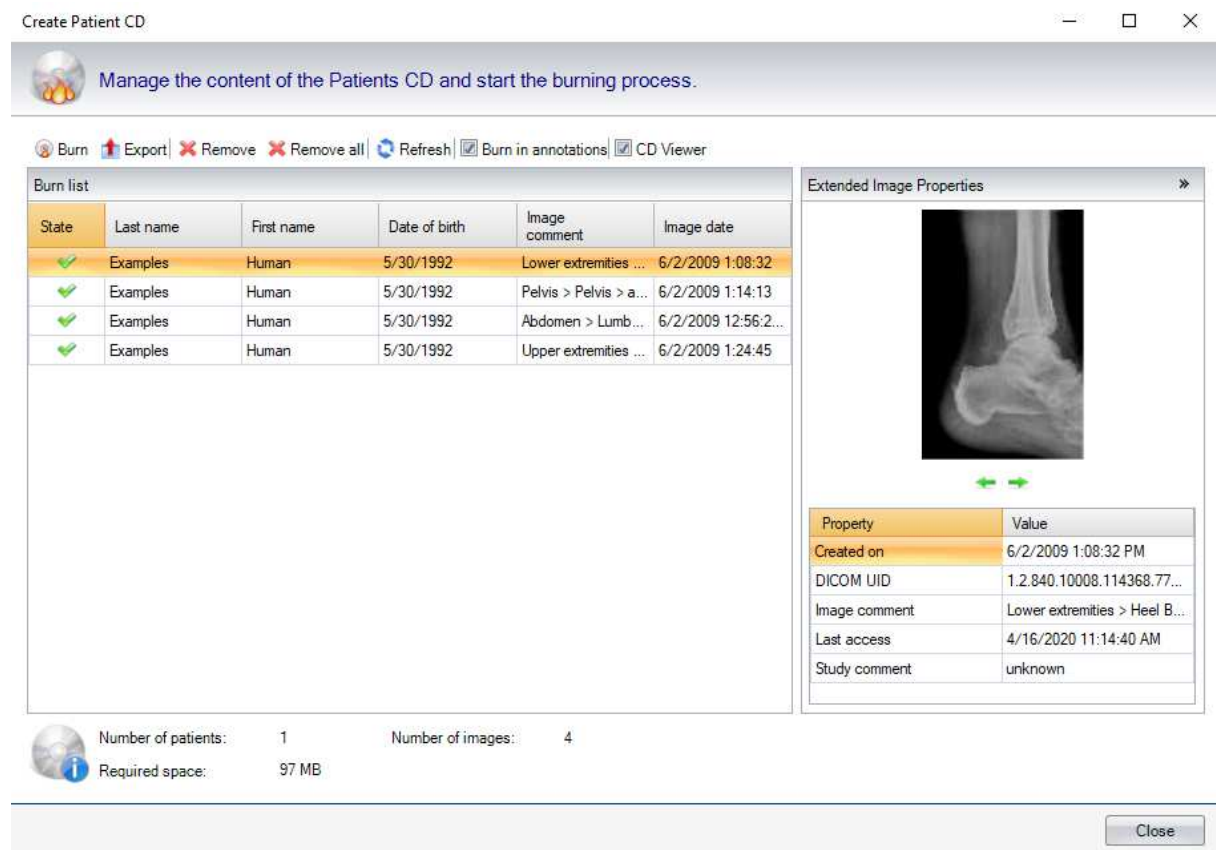 Create Patient CD
Manage the content of the Patients CD and start the burning process.
Burn Export Remove Remove all Refresh Burn in annotations CD Viewer
Burn list
State Last name First name Date of birth Image comment Image date
Examples Human 5/30/1992 Lower extremities ... 6/2/2009 1:08:32
Examples Human 5/30/1992 Pelvis > Pelvis > a... 6/2/2009 1:14:13
Examples Human 5/30/1992 Abdomen > Lumb... 6/2/2009 12:56:2...
Examples Human 5/30/1992 Upper extremities ... 6/2/2009 1:24:45
Extended Image Properties »
Property Value
Created on 6/2/2009 1:08:32 PM
DICOM UID 1.2.840.10008.114368.77...
Image comment Lower extremities > Heel B...
Last access 4/16/2020 11:14:40 AM
Study comment unknown
Number of patients: 1 Number of images: 4
Required space: 97 MB
Close